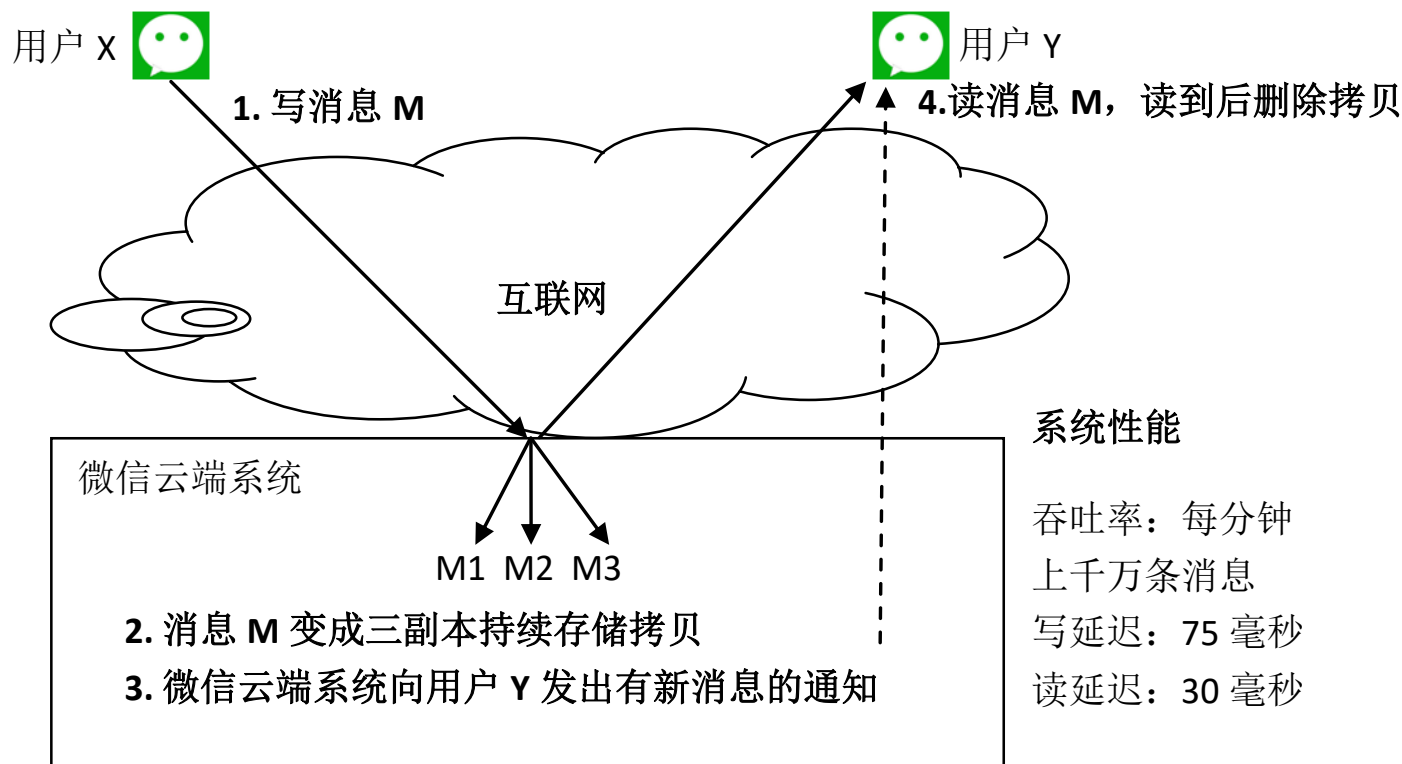 用户 X
用户 Y
1. 写消息 M
4.读消息 M，读到后删除拷贝
互联网
微信云端系统
M1 M2 M3
2. 消息 M 变成三副本持续存储拷贝
3. 微信云端系统向用户 Y 发出有新消息的通知
系统性能
吞吐率：每分钟
上千万条消息
写延迟：75 毫秒
读延迟：30 毫秒